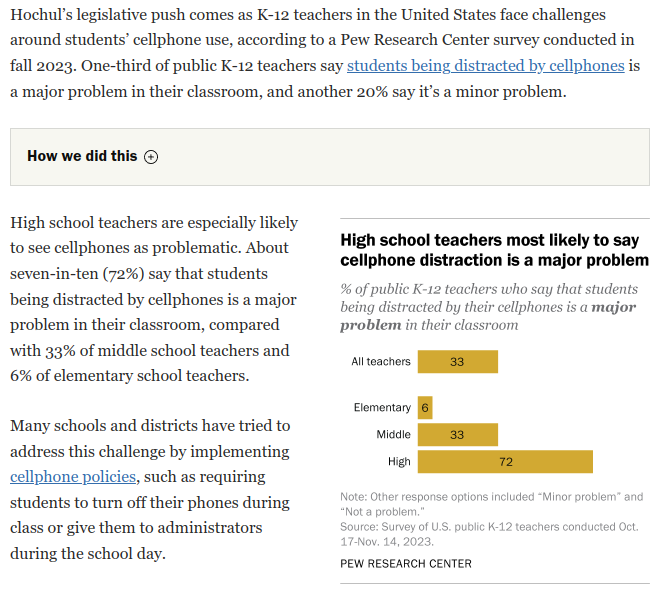 Hochul’s legislative push comes as K-12 teachers in the United States face challenges
around students’ cellphone use, according to a Pew Research Center survey conducted in
fall 2023. One-third of public K-12 teachers say students being distracted by cellphones is
a major problem in their classroom, and another 20% say it’s a minor problem.
How we did this
High school teachers are especially likely
to see cellphones as problematic. About
seven-in-ten (72%) say that students
being distracted by cellphones is a major
problem in their classroom, compared
with 33% of middle school teachers and
6% of elementary school teachers.
Many schools and districts have tried to
address this challenge by implementing
cellphone policies, such as requiring
students to turn off their phones during
class or give them to administrators
during the school day.
High school teachers most likely to say
cellphone distraction is a major problem
% of public K-12 teachers who say that students
being distracted by their cellphones is a major
problem in their classroom
All teachers 33
Elementary 6
Middle 33
High 72
Note: Other response options included “Minor problem” and
“Not a problem.”
Source: Survey of U.S. public K-12 teachers conducted Oct.
17-Nov. 14, 2023.
PEW RESEARCH CENTER